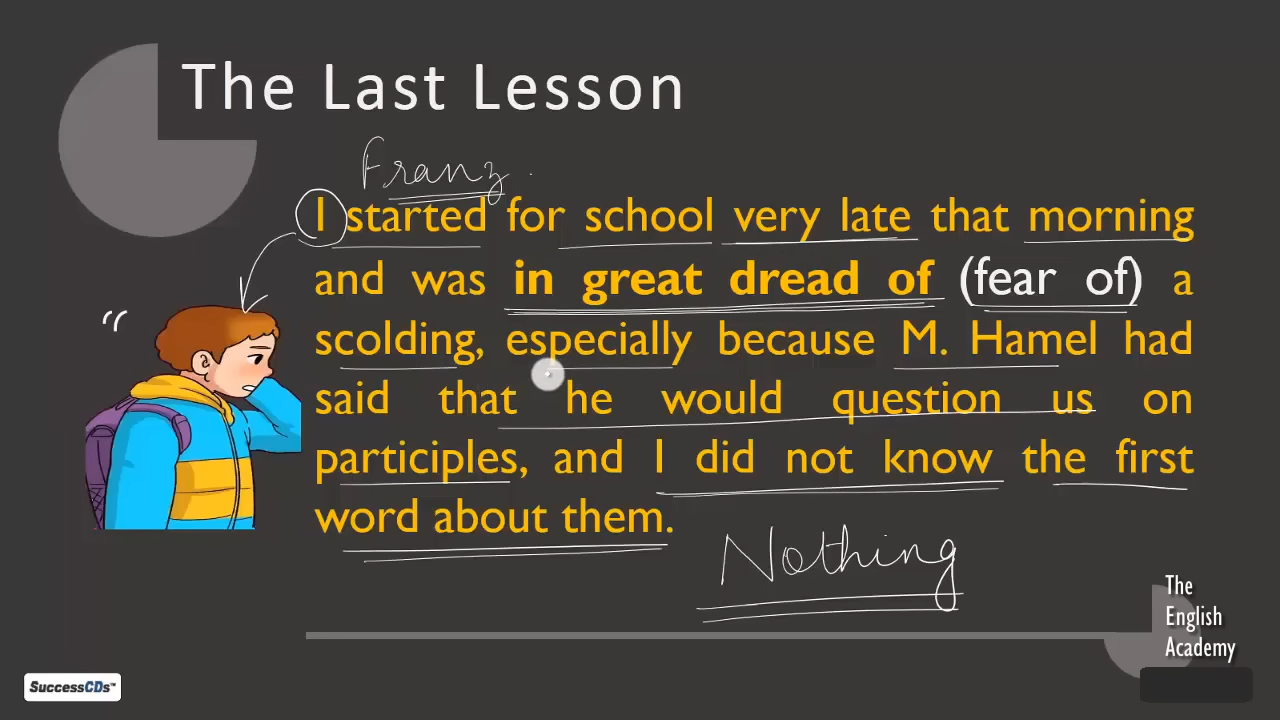 The Last Lesson
Franz.
I started for school very late that morning
and was in great dread of (fear of) a
scolding, especially because M. Hamel had
said that he would question us on
participles, and I did not know the first
word about them.
Nothing
The
English
Academy
SuccessCDs™